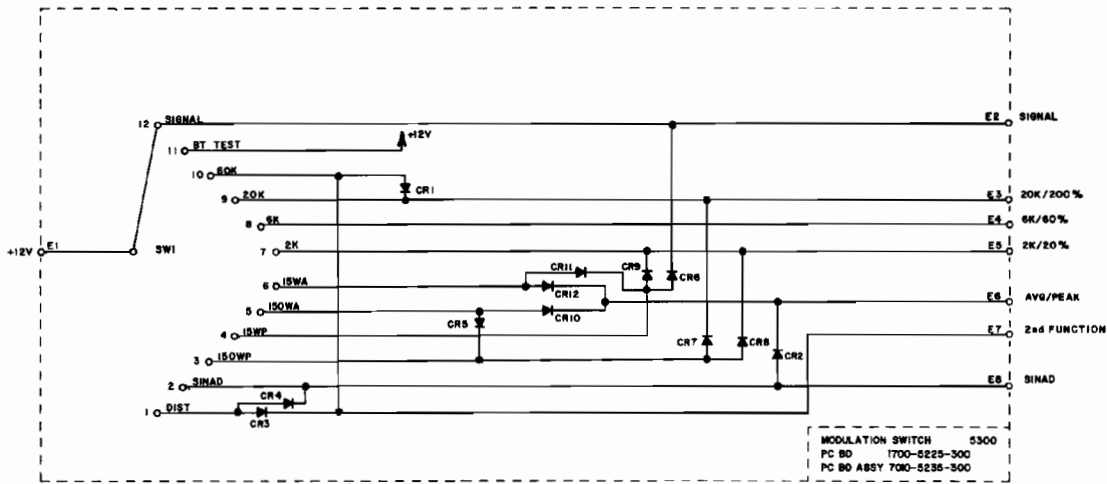 12 SIGNAL
E2 SIGNAL
11 BT TEST
+12V
10 60K
CR1
9 20K
E3 20K/200%
8 6K
E4 6K/60%
+12V E1
SW1
7 2K
E5 2K/20%
CR11
CR9
CR6
6 15WA
CR12
E6 AVG/PEAK
5 150WA
CR10
CR5
4 15WP
E7 2nd FUNCTION
CR7
CR8
CR2
3 150WP
2 SINAD
E8 SINAD
CR4
1 DIST
CR3
MODULATION SWITCH 5300
PC BD 1700-5225-300
PC BD ASSY 7010-5235-300